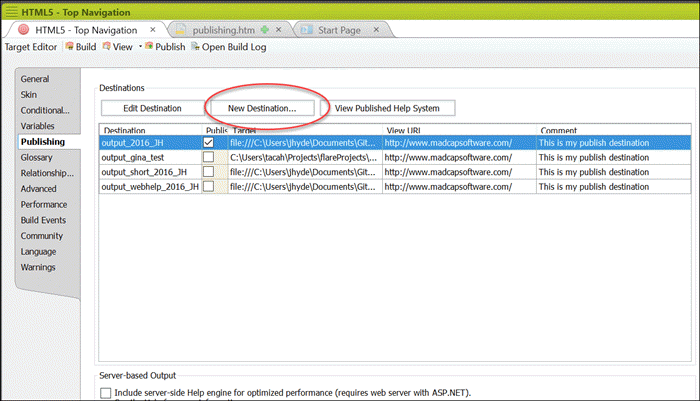 HTML5 - Top Navigation
HTML5 - Top Navigation publishing.htm Start Page
Target Editor Build View Publish Open Build Log
General
Skin
Conditional...
Variables
Publishing
Glossary
Relationship...
Advanced
Performance
Build Events
Community
Language
Warnings
Destinations
Edit Destination New Destination... View Published Help System
Destination Publis Target View URL Comment
output_2016_JH file:///C:\Users\Jhyde\Documents\Git... http://www.madcapsoftware.com/ This is my publish destination
output_gina_test C:\Users\tacah\Projects\flareProjects\... http://www.madcapsoftware.com/ This is my publish destination
output_short_2016_JH file:///C:\Users\Jhyde\Documents\Git... http://www.madcapsoftware.com/ This is my publish destination
output_webhelp_2016_JH file:///C:\Users\Jhyde\Documents\Git... http://www.madcapsoftware.com/ This is my publish destination
Server-based Output
Include server-side Help engine for optimized performance (requires web server with ASP.NET).